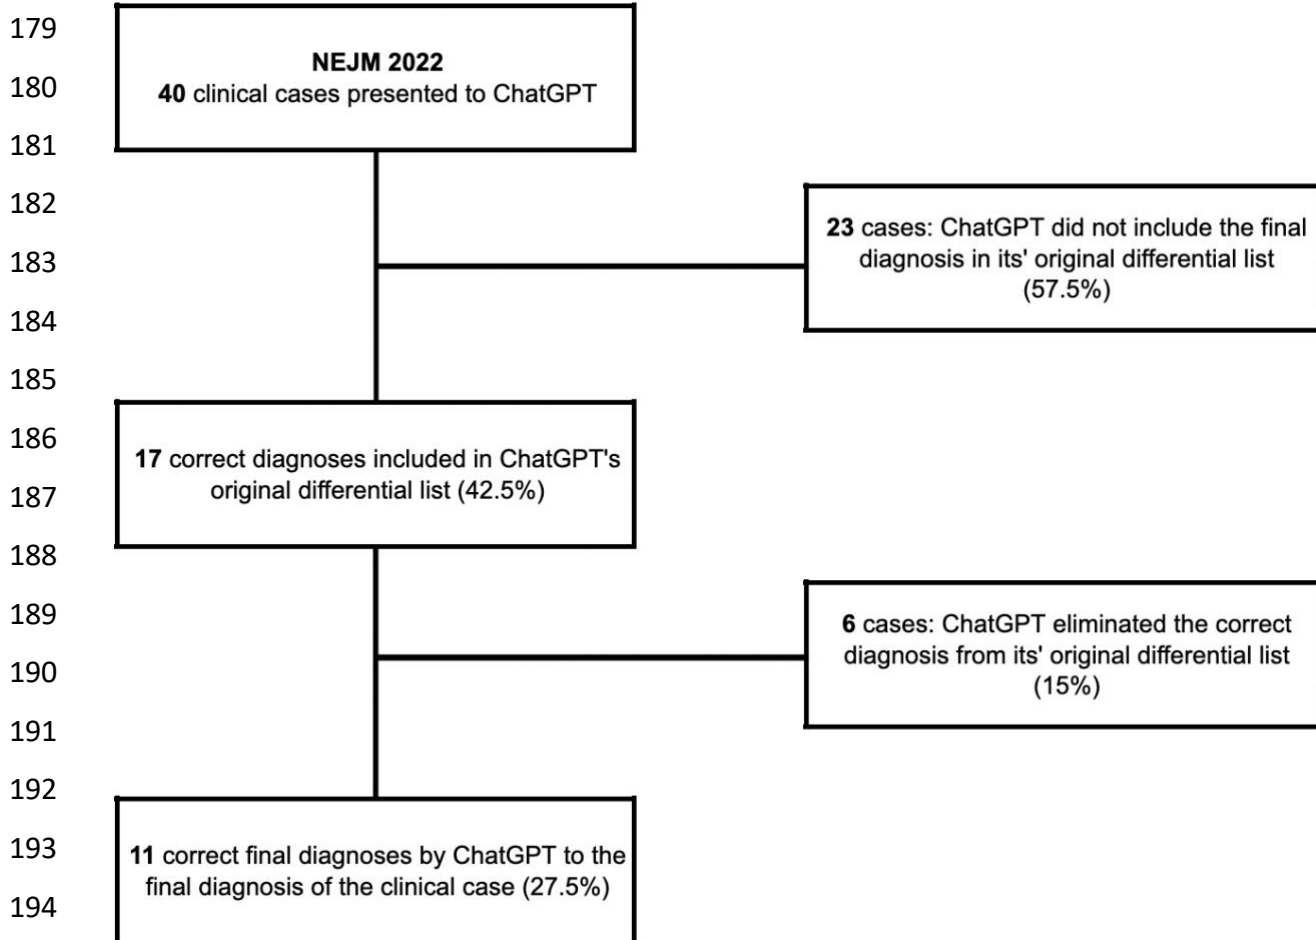 179
NEJM 2022
180
40 clinical cases presented to ChatGPT
181
182
23 cases: ChatGPT did not include the final
183
diagnosis in its' original differential list
(57.5%)
184
185
186
17 correct diagnoses included in ChatGPT's
187
original differential list (42.5%)
188
189
6 cases: ChatGPT eliminated the correct
190
diagnosis from its' original differential list
(15%)
191
192
193
11 correct final diagnoses by ChatGPT to the
final diagnosis of the clinical case (27.5%)
194